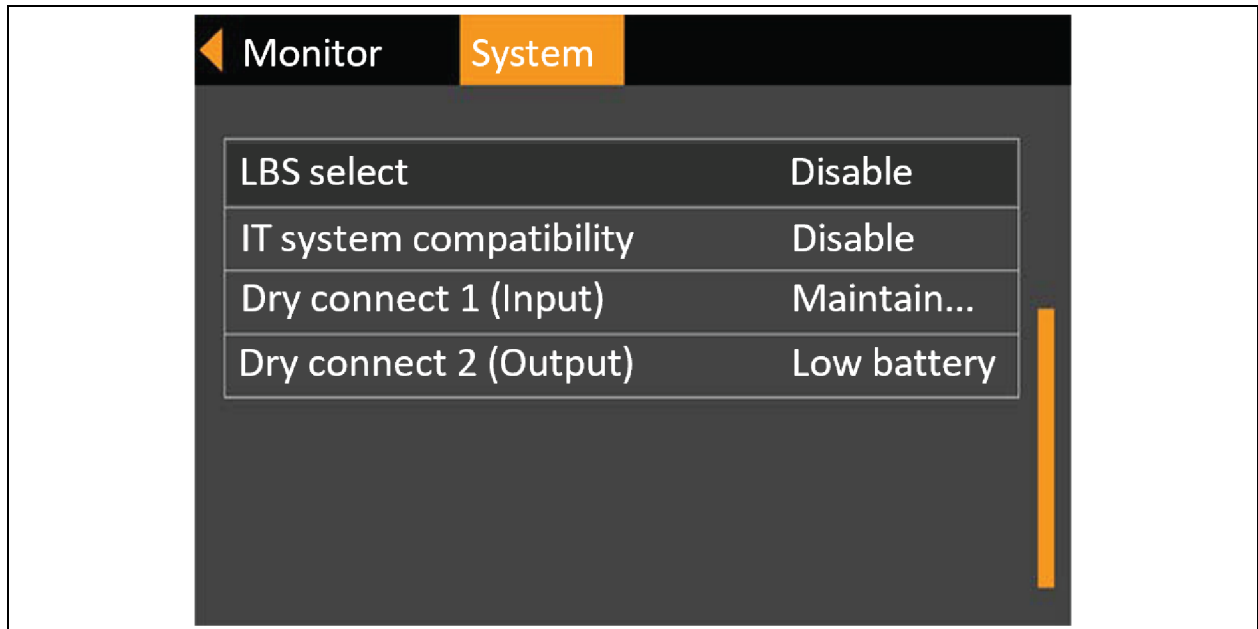 Monitor System
LBS select Disable
IT system compatibility Disable
Dry connect 1 (Input) Maintain...
Dry connect 2 (Output) Low battery